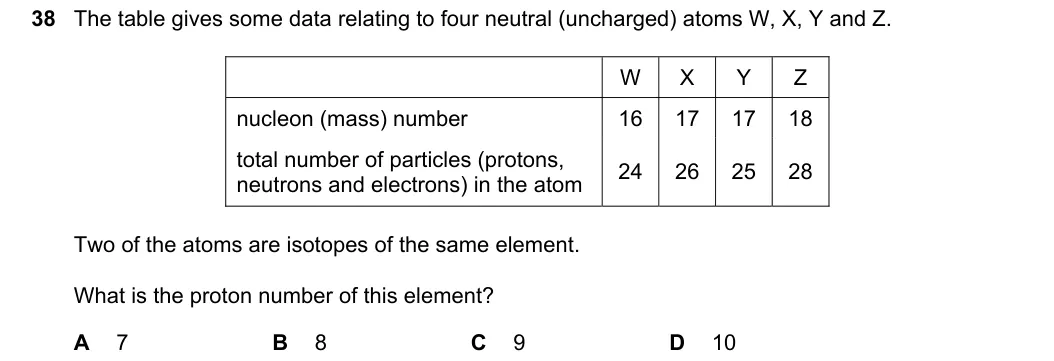 38 The table gives some data relating to four neutral (uncharged) atoms W, X, Y and Z.
W X Y Z
nucleon (mass) number 16 17 17 18
total number of particles (protons,
neutrons and electrons) in the atom 24 26 25 28
Two of the atoms are isotopes of the same element.
What is the proton number of this element?
A 7 B 8 C 9 D 10